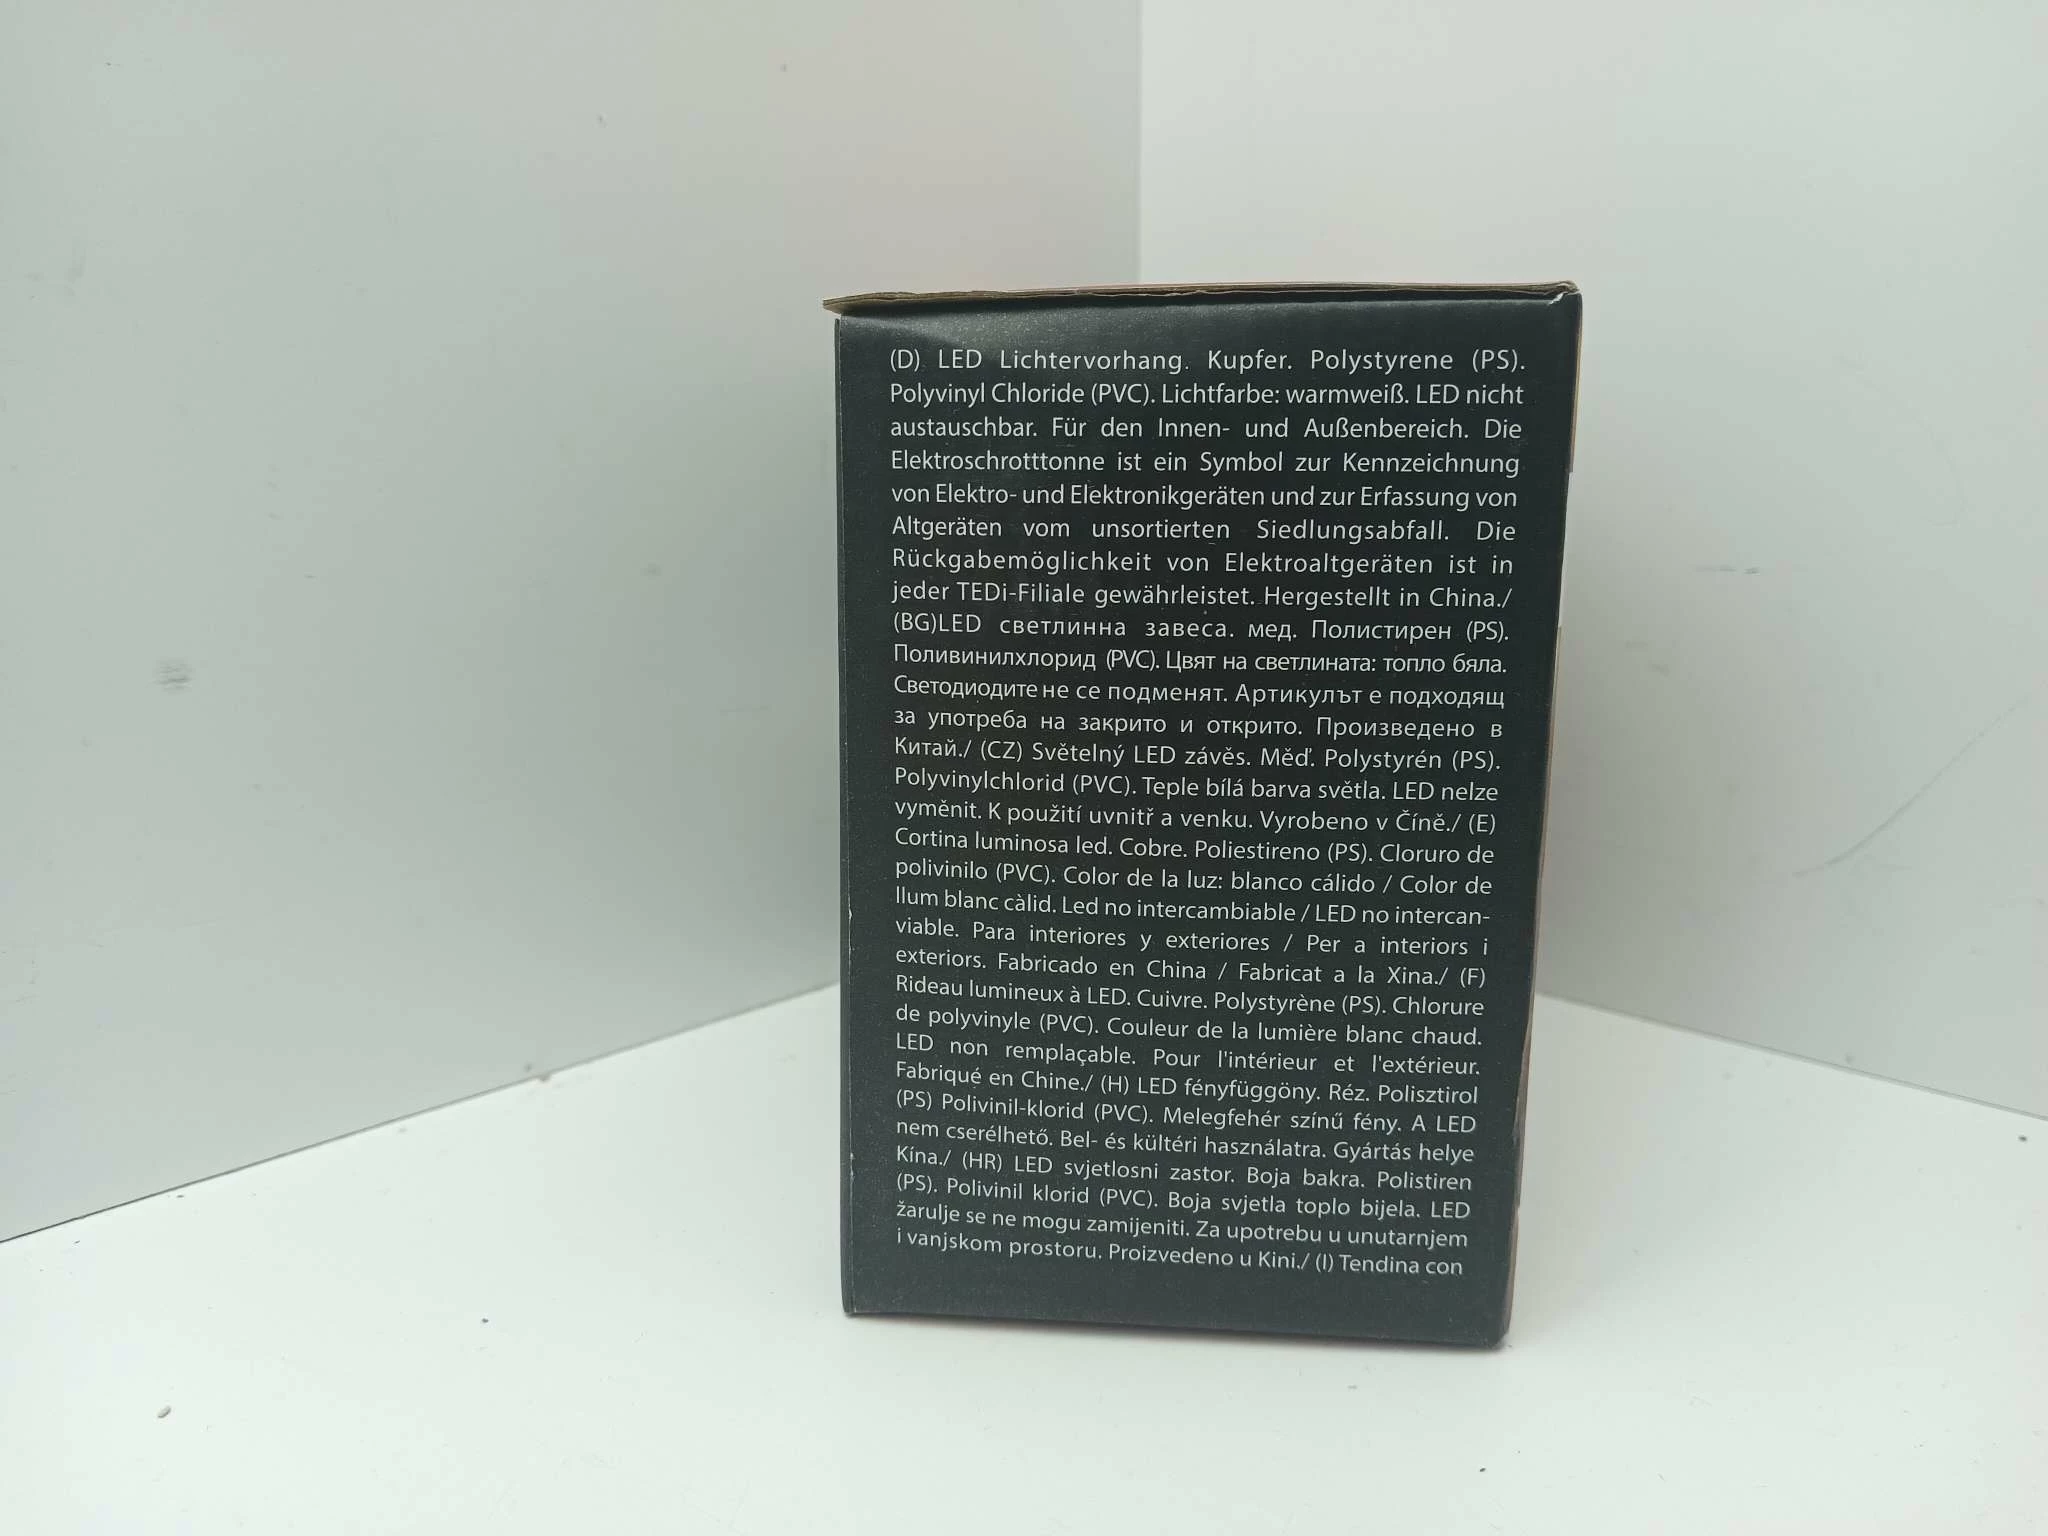 (D) LED Lichtervorhang. Kupfer. Polystyrene (PS).
Polyvinyl Chloride (PVC). Lichtfarbe: warmweiß. LED nicht
austauschbar. Für den Innen- und Außenbereich. Die
Elektroschrotttonne ist ein Symbol zur Kennzeichnung
von Elektro- und Elektronikgeräten und zur Erfassung von
Altgeräten vom unsortierten Siedlungsabfall. Die
Rückgabemöglichkeit von Elektroaltgeräten ist in
jeder TEDi-Filiale gewährleistet. Hergestellt in China./
(BG)LED светлинна завеса. мед. Полистирен (PS).
Поливинилхлорид (PVC). Цвят на светлината: топло бяла.
Светодиодите не се подменят. Артикулът е подходящ
за употреба на закрито и открито. Произведено в
Китай./ (CZ) Světelný LED závěs. Měď. Polystyrén (PS).
Polyvinylchlorid (PVC). Teple bílá barva světla. LED nelze
vyměnit. K použití uvnitř a venku. Vyrobeno v Číně./ (E)
Cortina luminosa led. Cobre. Poliestireno (PS). Cloruro de
polivinilo (PVC). Color de la luz: blanco cálido / Color de
llum blanc càlid. Led no intercambiable / LED no intercan-
viable. Para interiores y exteriores / Per a interiors i
exteriors. Fabricado en China / Fabricat a la Xina./ (F)
Rideau lumineux à LED. Cuivre. Polystyrène (PS). Chlorure
de polyvinyle (PVC). Couleur de la lumière blanc chaud.
LED non remplaçable. Pour l'intérieur et l'extérieur.
Fabriqué en Chine./ (H) LED fényfüggöny. Réz. Polisztirol
(PS) Polivinil-klorid (PVC). Melegfehér színű fény. A LED
nem cserélhető. Bel- és kültéri használatra. Gyártás helye
Kína./ (HR) LED svjetlosni zastor. Boja bakra. Polistiren
(PS). Polivinil klorid (PVC). Boja svjetla toplo bijela. LED
žarulje se ne mogu zamijeniti. Za upotrebu u unutarnjem
i vanjskom prostoru. Proizvedeno u Kini./ (I) Tendina con